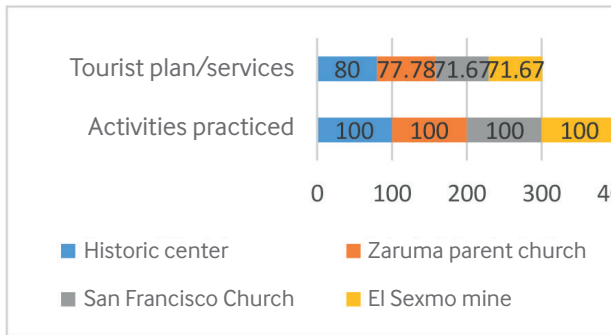 Tourist plan/services 80 77.78 71.67 71.67
Activities practiced 100 100 100 100
0 100 200 300
Historic center Zaruma parent church
San Francisco Church El Sexmo mine